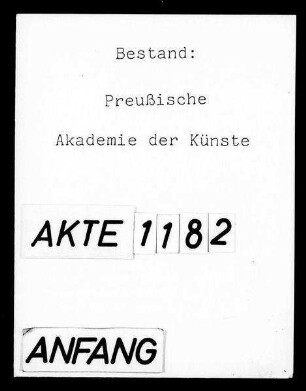 Bestand:
Preußische
Akademie der Künste
AKTE 1182
ANFANG